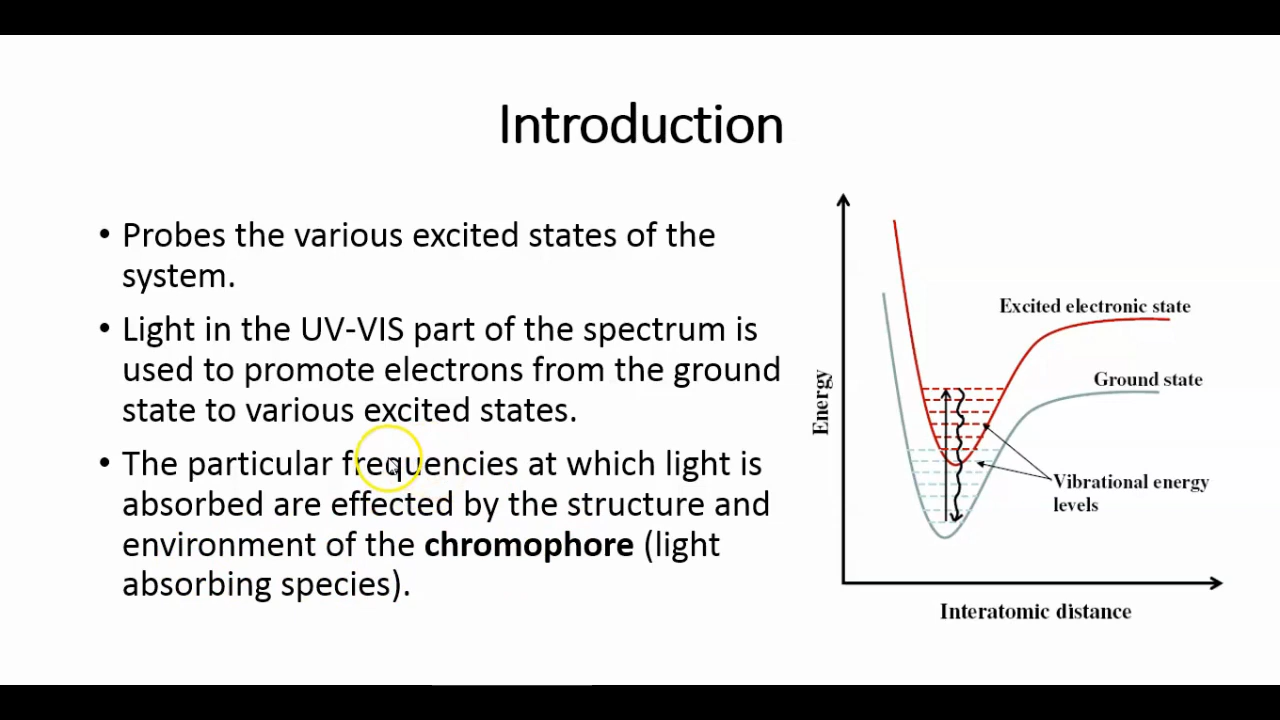 Introduction
• Probes the various excited states of the
system.
• Light in the UV-VIS part of the spectrum is
used to promote electrons from the ground
state to various excited states.
• The particular frequencies at which light is
absorbed are effected by the structure and
environment of the chromophore (light
absorbing species).
Energy
Excited electronic state
Ground state
Vibrational energy
levels
Interatomic distance